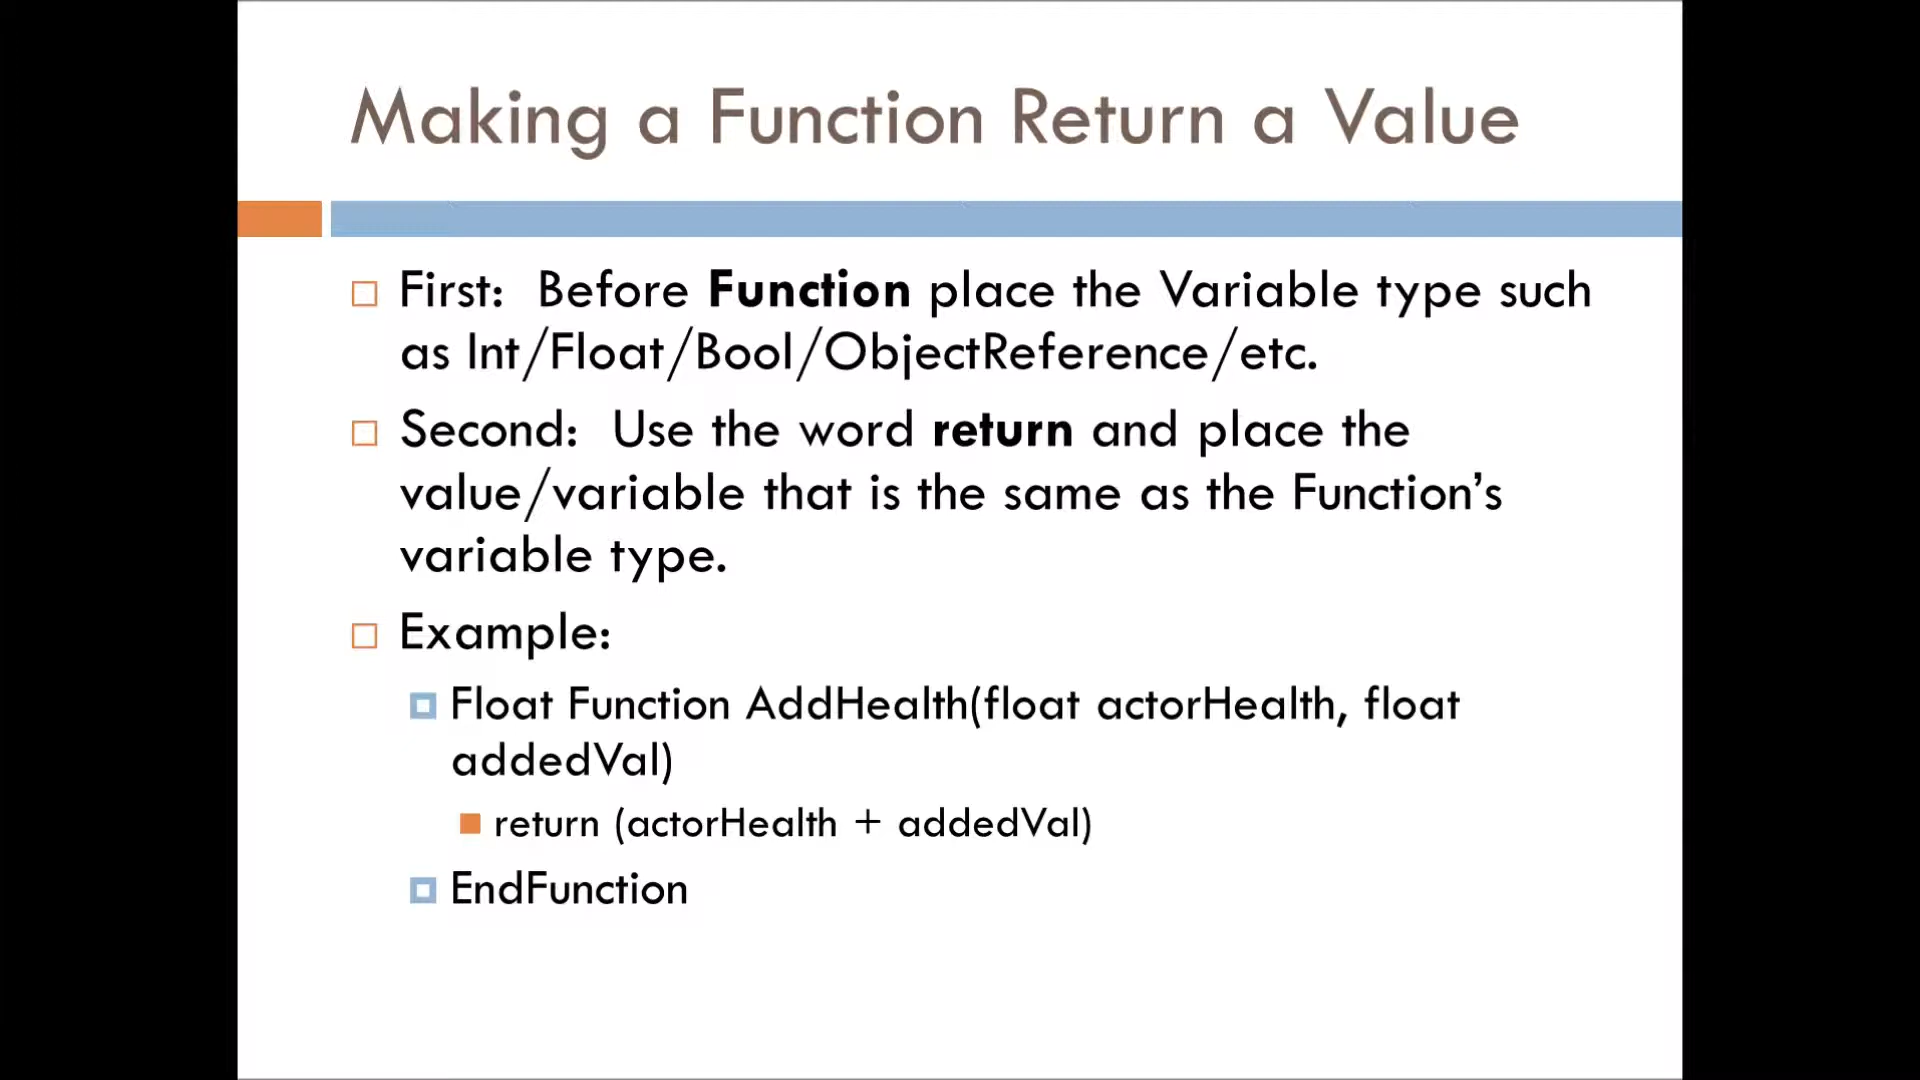 Making a Function Return a Value
First: Before Function place the Variable type such
as Int/Float/Bool/ObjectReference/etc.
Second: Use the word return and place the
value/variable that is the same as the Function’s
variable type.
Example:
Float Function AddHealth(float actorHealth, float
addedVal)
return (actorHealth + addedVal)
EndFunction